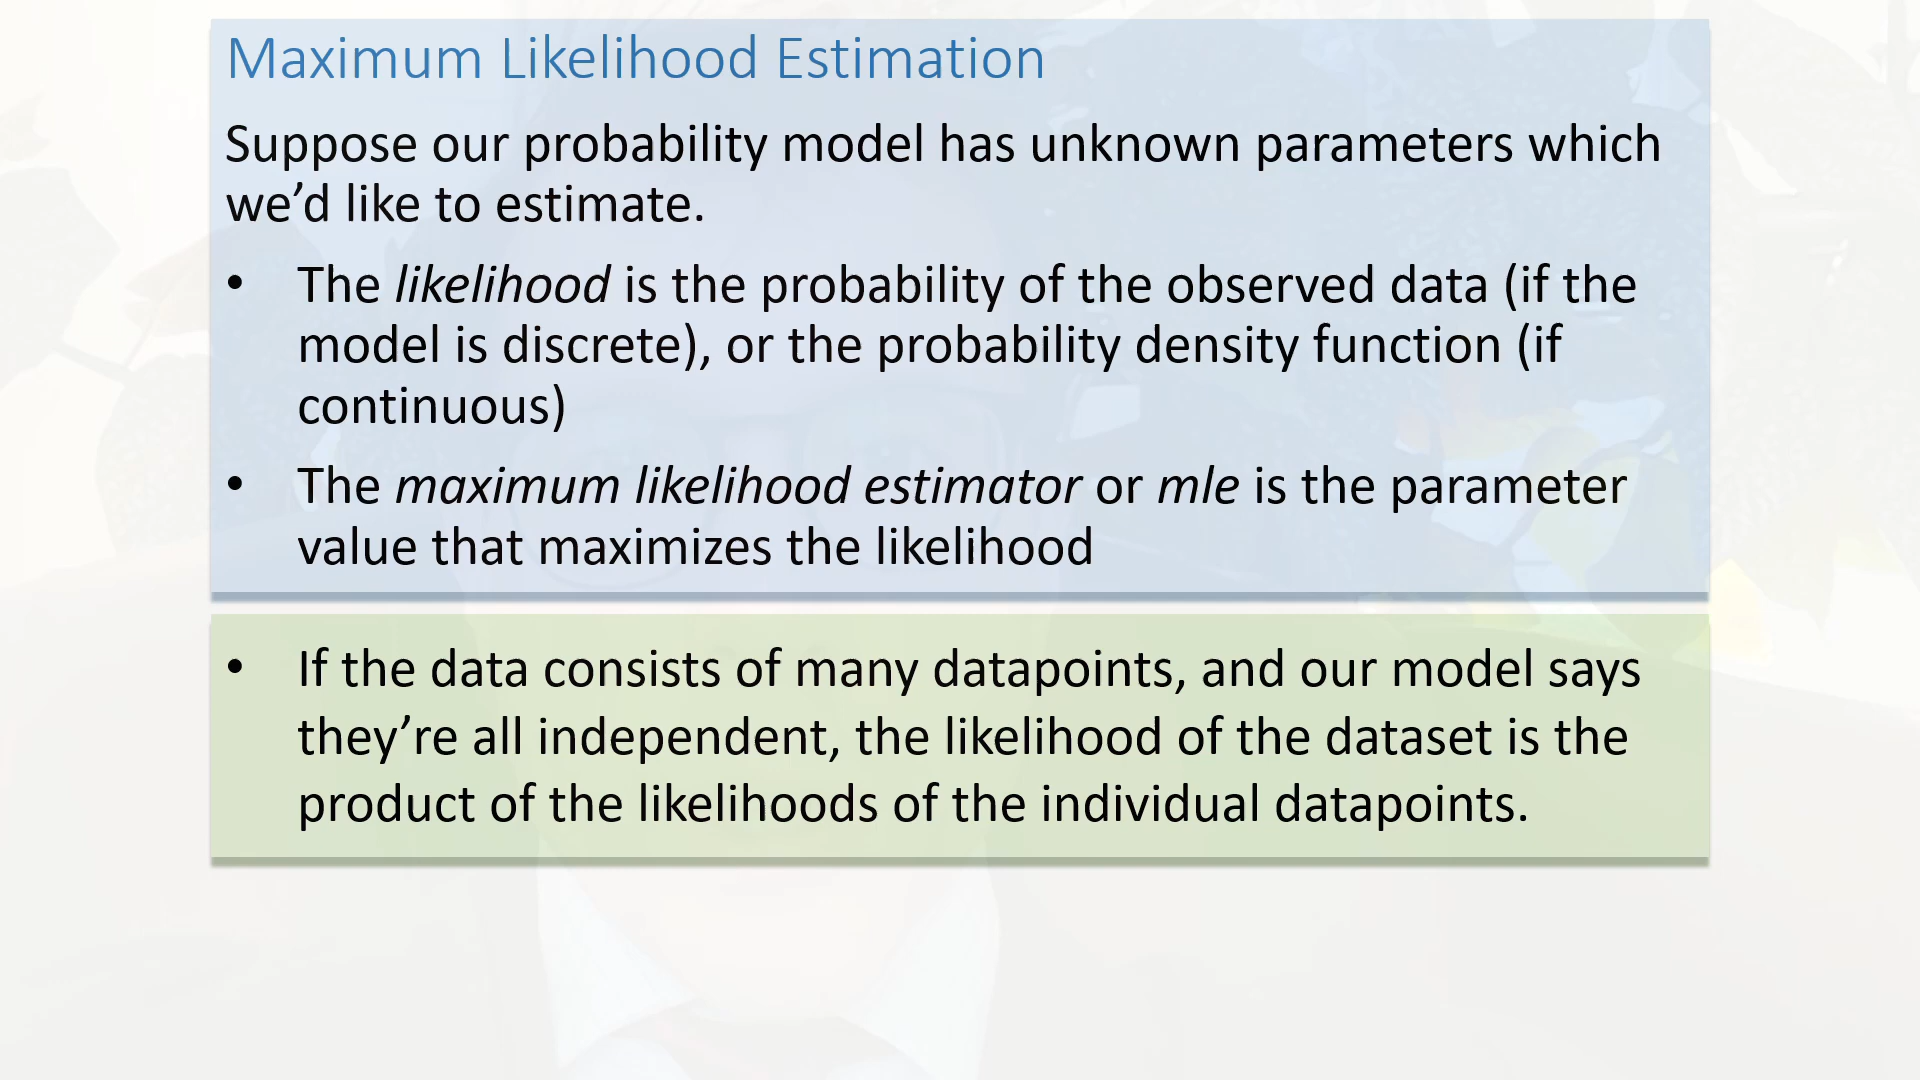 Maximum Likelihood Estimation
Suppose our probability model has unknown parameters which
we’d like to estimate.
• The likelihood is the probability of the observed data (if the
model is discrete), or the probability density function (if
continuous)
• The maximum likelihood estimator or mle is the parameter
value that maximizes the likelihood
• If the data consists of many datapoints, and our model says
they’re all independent, the likelihood of the dataset is the
product of the likelihoods of the individual datapoints.